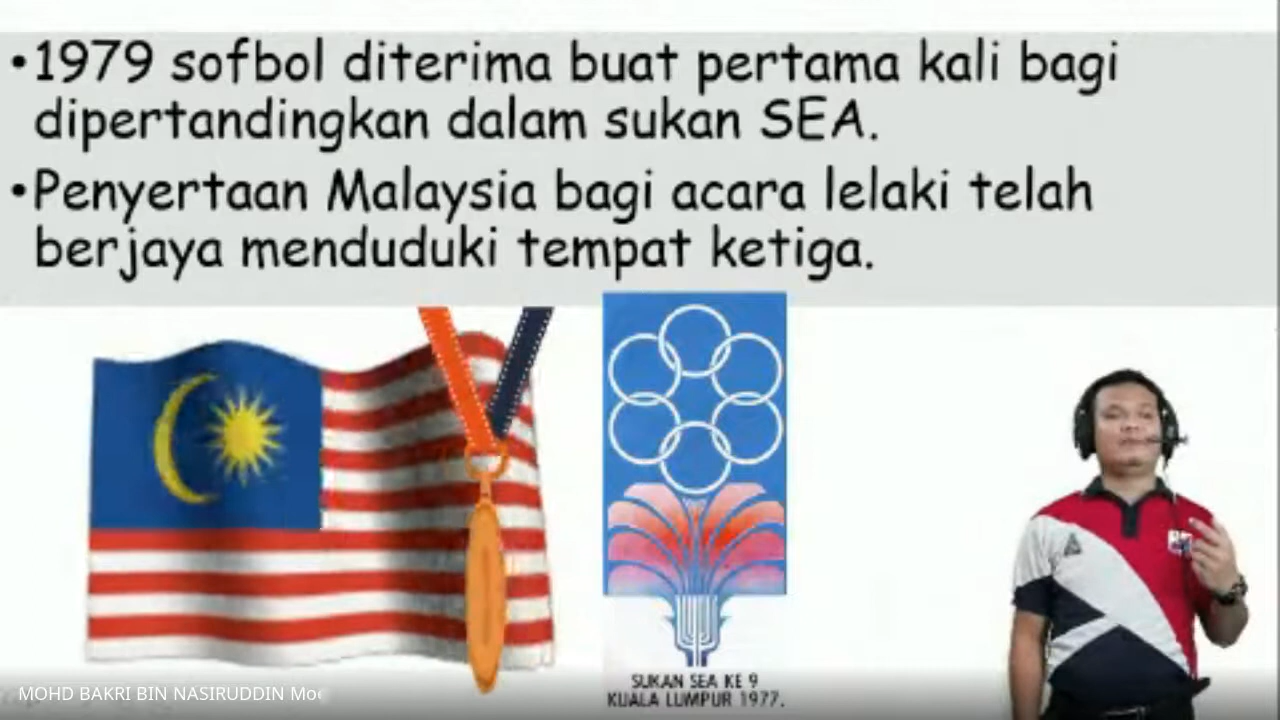 •1979 sofbol diterima buat pertama kali bagi
dipertandingkan dalam sukan SEA.
•Penyertaan Malaysia bagi acara lelaki telah
berjaya menduduki tempat ketiga.
SUKAN SEA KE 9
KUALA LUMPUR 1977.
MOHD BAKRI BIN NASIRUDDIN Moe